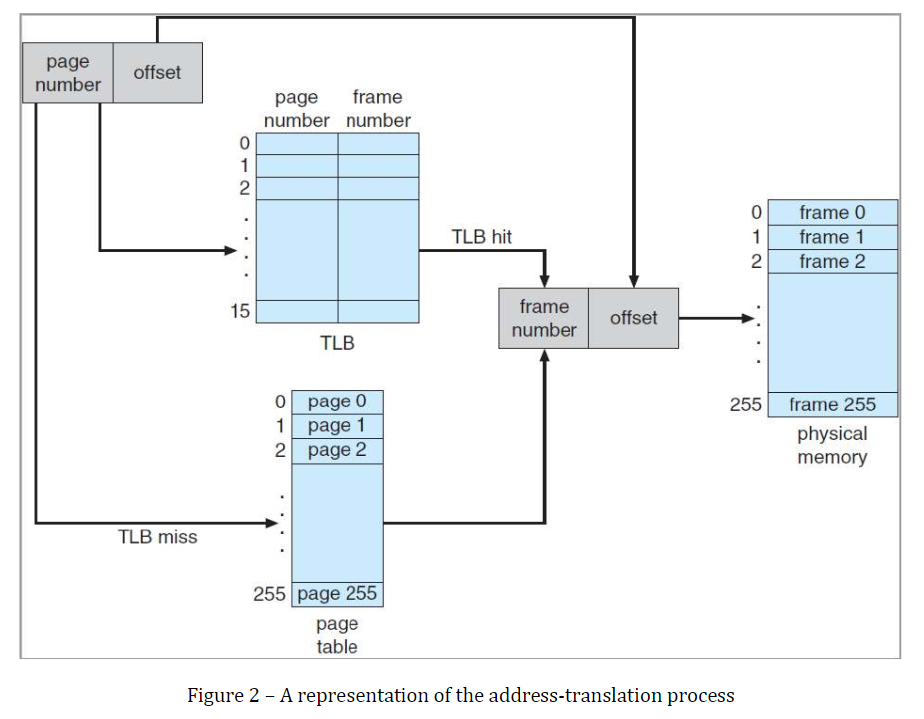 page
number
offset
page
number
frame
number
0
1
2
.
.
.
.
15
TLB
TLB hit
frame
number
offset
0
frame 0
1
frame 1
2
frame 2
.
.
.
.
255
frame 255
physical
memory
0
page 0
1
page 1
2
page 2
.
.
.
.
255
page 255
page
table
TLB miss
Figure 2 – A representation of the address-translation process